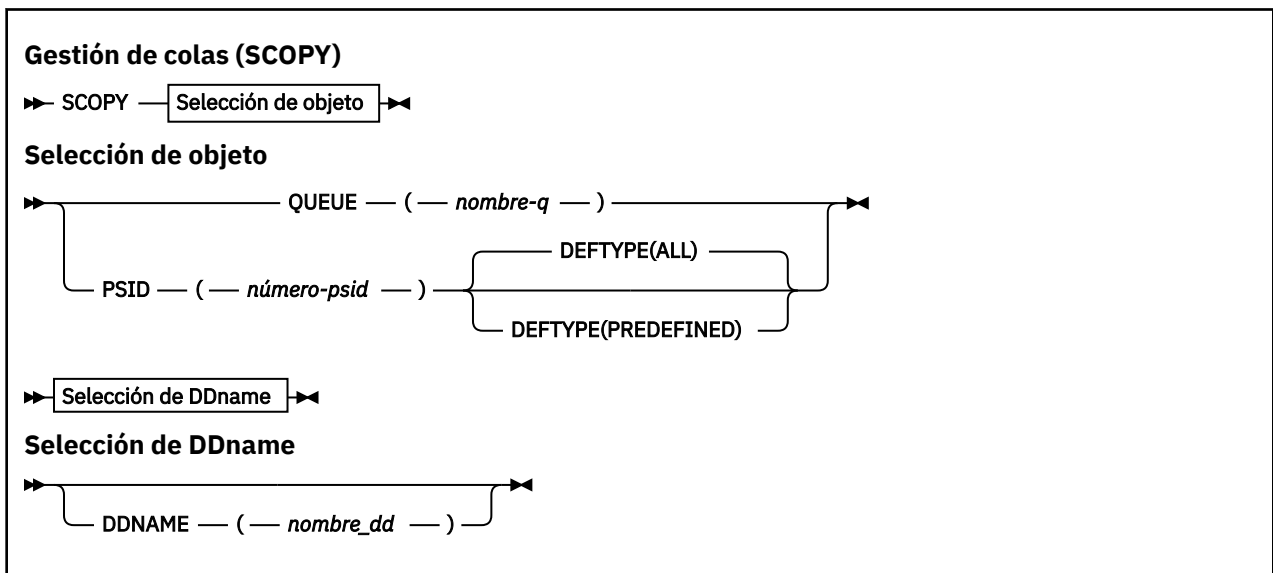 Gestión de colas (SCOPY)
SCOPY Selección de objeto
Selección de objeto
QUEUE ( nombre-q )
DEFTYPE(ALL)
PSID ( número-psid )
DEFTYPE(PREDEFINED)
Selección de DDname
Selección de DDname
DDNAME ( nombre_dd )